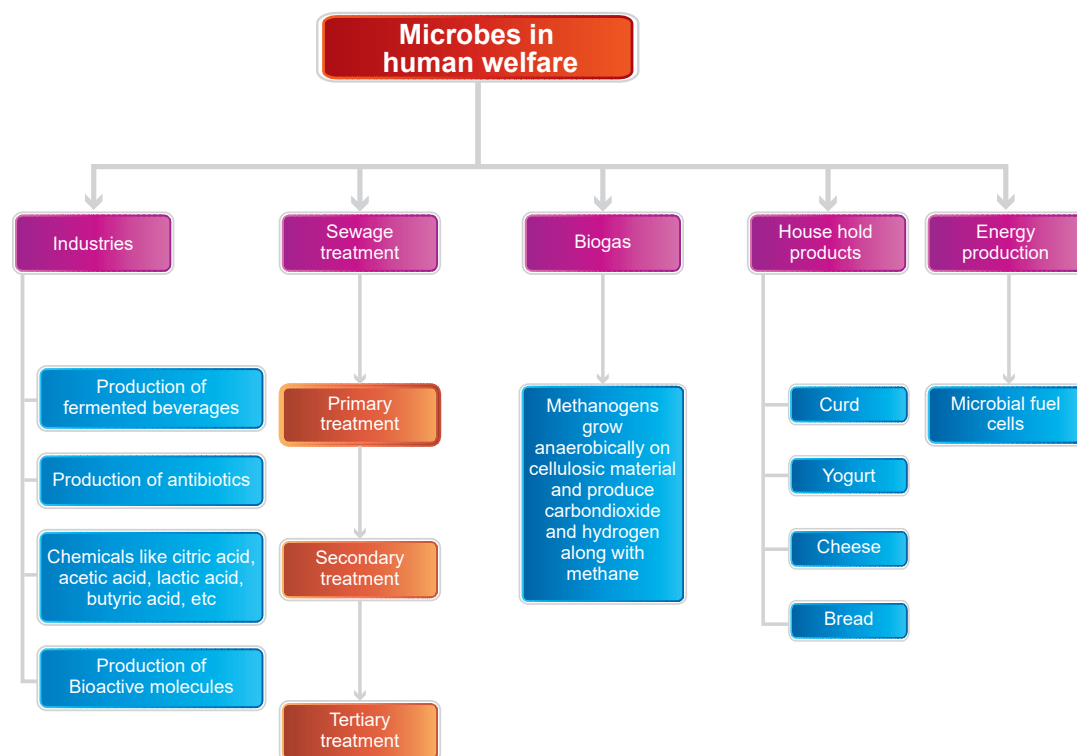 Microbes in
human welfare
Industries
Production of
fermented beverages
Production of antibiotics
Chemicals like citric acid,
acetic acid, lactic acid,
butyric acid, etc
Production of
Bioactive molecules
Sewage
treatment
Primary
treatment
Secondary
treatment
Tertiary
treatment
Biogas
Methanogens
grow
anaerobically on
cellulosic material
and produce
carbondioxide
and hydrogen
along with
methane
House hold
products
Curd
Yogurt
Cheese
Bread
Energy
production
Microbial fuel
cells